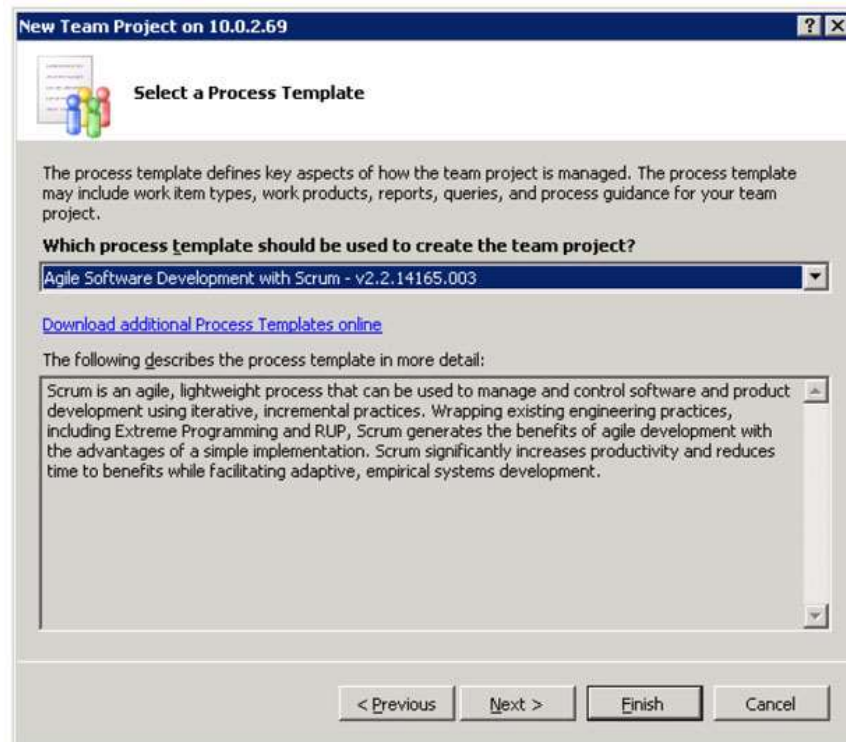 New Team Project on 10.0.2.69
Select a Process Template
The process template defines key aspects of how the team project is managed. The process template
may include work item types, work products, reports, queries, and process guidance for your team
project.
Which process template should be used to create the team project?
Agile Software Development with Scrum - v2.2.14165.003
Download additional Process Templates online
The following describes the process template in more detail:
Scrum is an agile, lightweight process that can be used to manage and control software and product
development using iterative, incremental practices. Wrapping existing engineering practices,
including Extreme Programming and RUP, Scrum generates the benefits of agile development with
the advantages of a simple implementation. Scrum significantly increases productivity and reduces
time to benefits while facilitating adaptive, empirical systems development.
< Previous Next > Finish Cancel